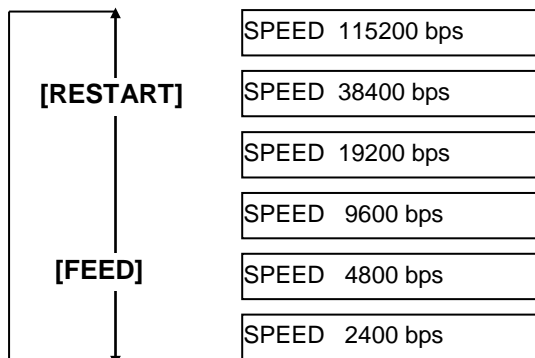 SPEED 115200 bps
[RESTART]
SPEED 38400 bps
SPEED 19200 bps
SPEED 9600 bps
[FEED]
SPEED 4800 bps
SPEED 2400 bps